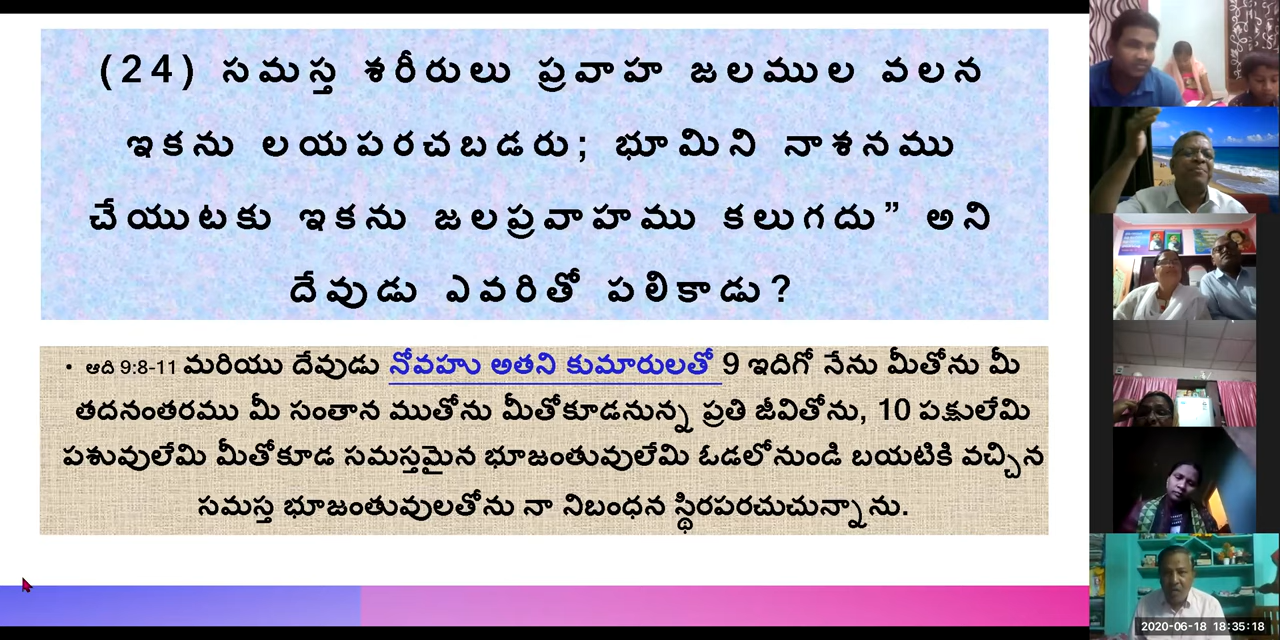 (24) సమస్త శరీరులు ప్రవాహ జలముల వలన
ఇకను లయపరచబడరు; భూమిని నాశనము
చేయుటకు ఇకను జలప్రవాహము కలుగదు” అని
దేవుడు ఎవరితో పలికాడు?
• ఆది 9:8-11 మరియు దేవుడు నోవహు అతని కుమారులతో 9 ఇదిగో నేను మీతోను మీ
తదనంతరము మీ సంతాన ముతోను మీతోకూడనున్న ప్రతి జీవితోను, 10 పక్షులేమి
పశువులేమి మీతోకూడ సమస్తమైన భూజంతువులేమి ఓడలోనుండి బయటికి వచ్చిన
సమస్త భూజంతువులతోను నా నిబంధన స్థిరపరచుచున్నాను.
2020-06-18 18:35:18